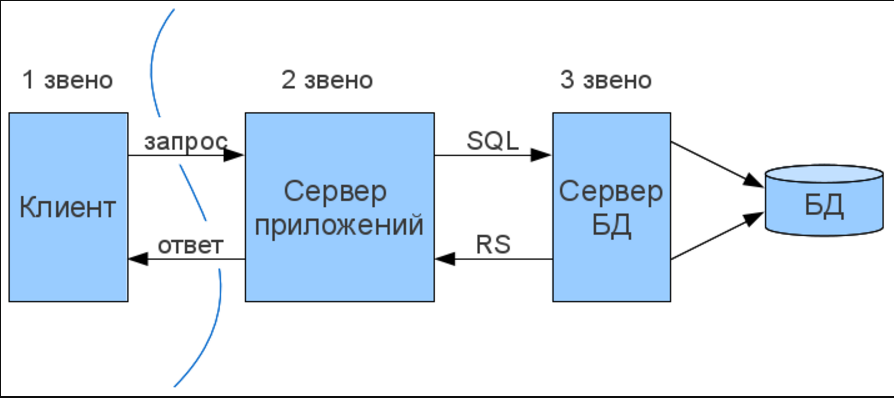 1 звено
2 звено
3 звено
Клиент
запрос
ответ
Сервер
приложений
SQL
RS
Сервер
БД
БД